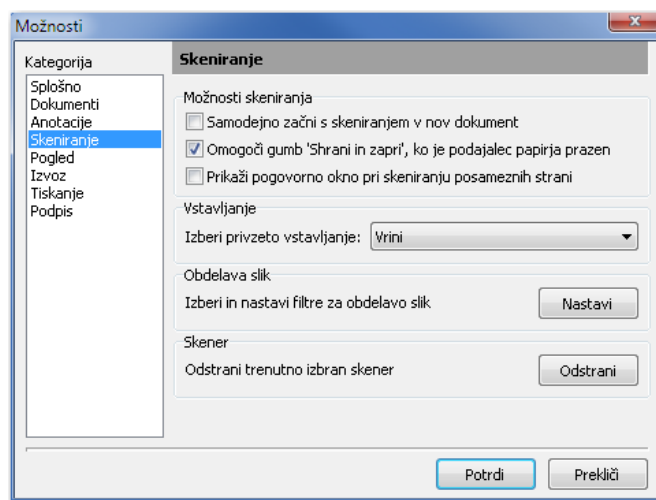 Možnosti
Kategorija
Splošno
Dokumenti
Anotacije
Skeniranje
Pogled
Izvoz
Tiskanje
Podpis
Skeniranje
Možnosti skeniranja
Samodejno začni s skeniranjem v nov dokument
Omogoči gumb 'Shrani in zapri', ko je podajalec papirja prazen
Prikaži pogovorno okno pri skeniranju posameznih strani
Vstavljanje
Izberi privzeto vstavljanje: Vrini
Obdelava slik
Izberi in nastavi filtre za obdelavo slik Nastavi
Skener
Odstrani trenutno izbran skener Odstrani
Potrdi Prekliči